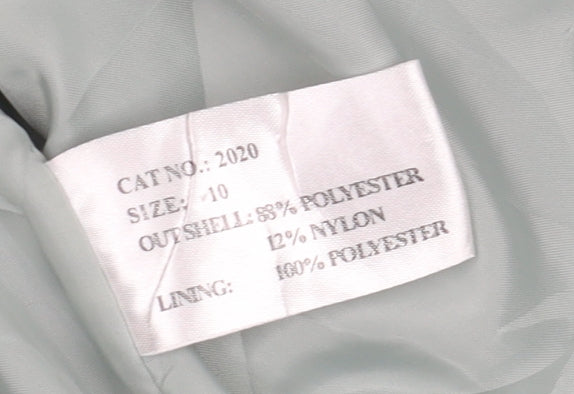 CAT NO.: 2020
SIZE: 10
OUTSHELL: 88% POLYESTER
12% NYLON
LINING: 100% POLYESTER